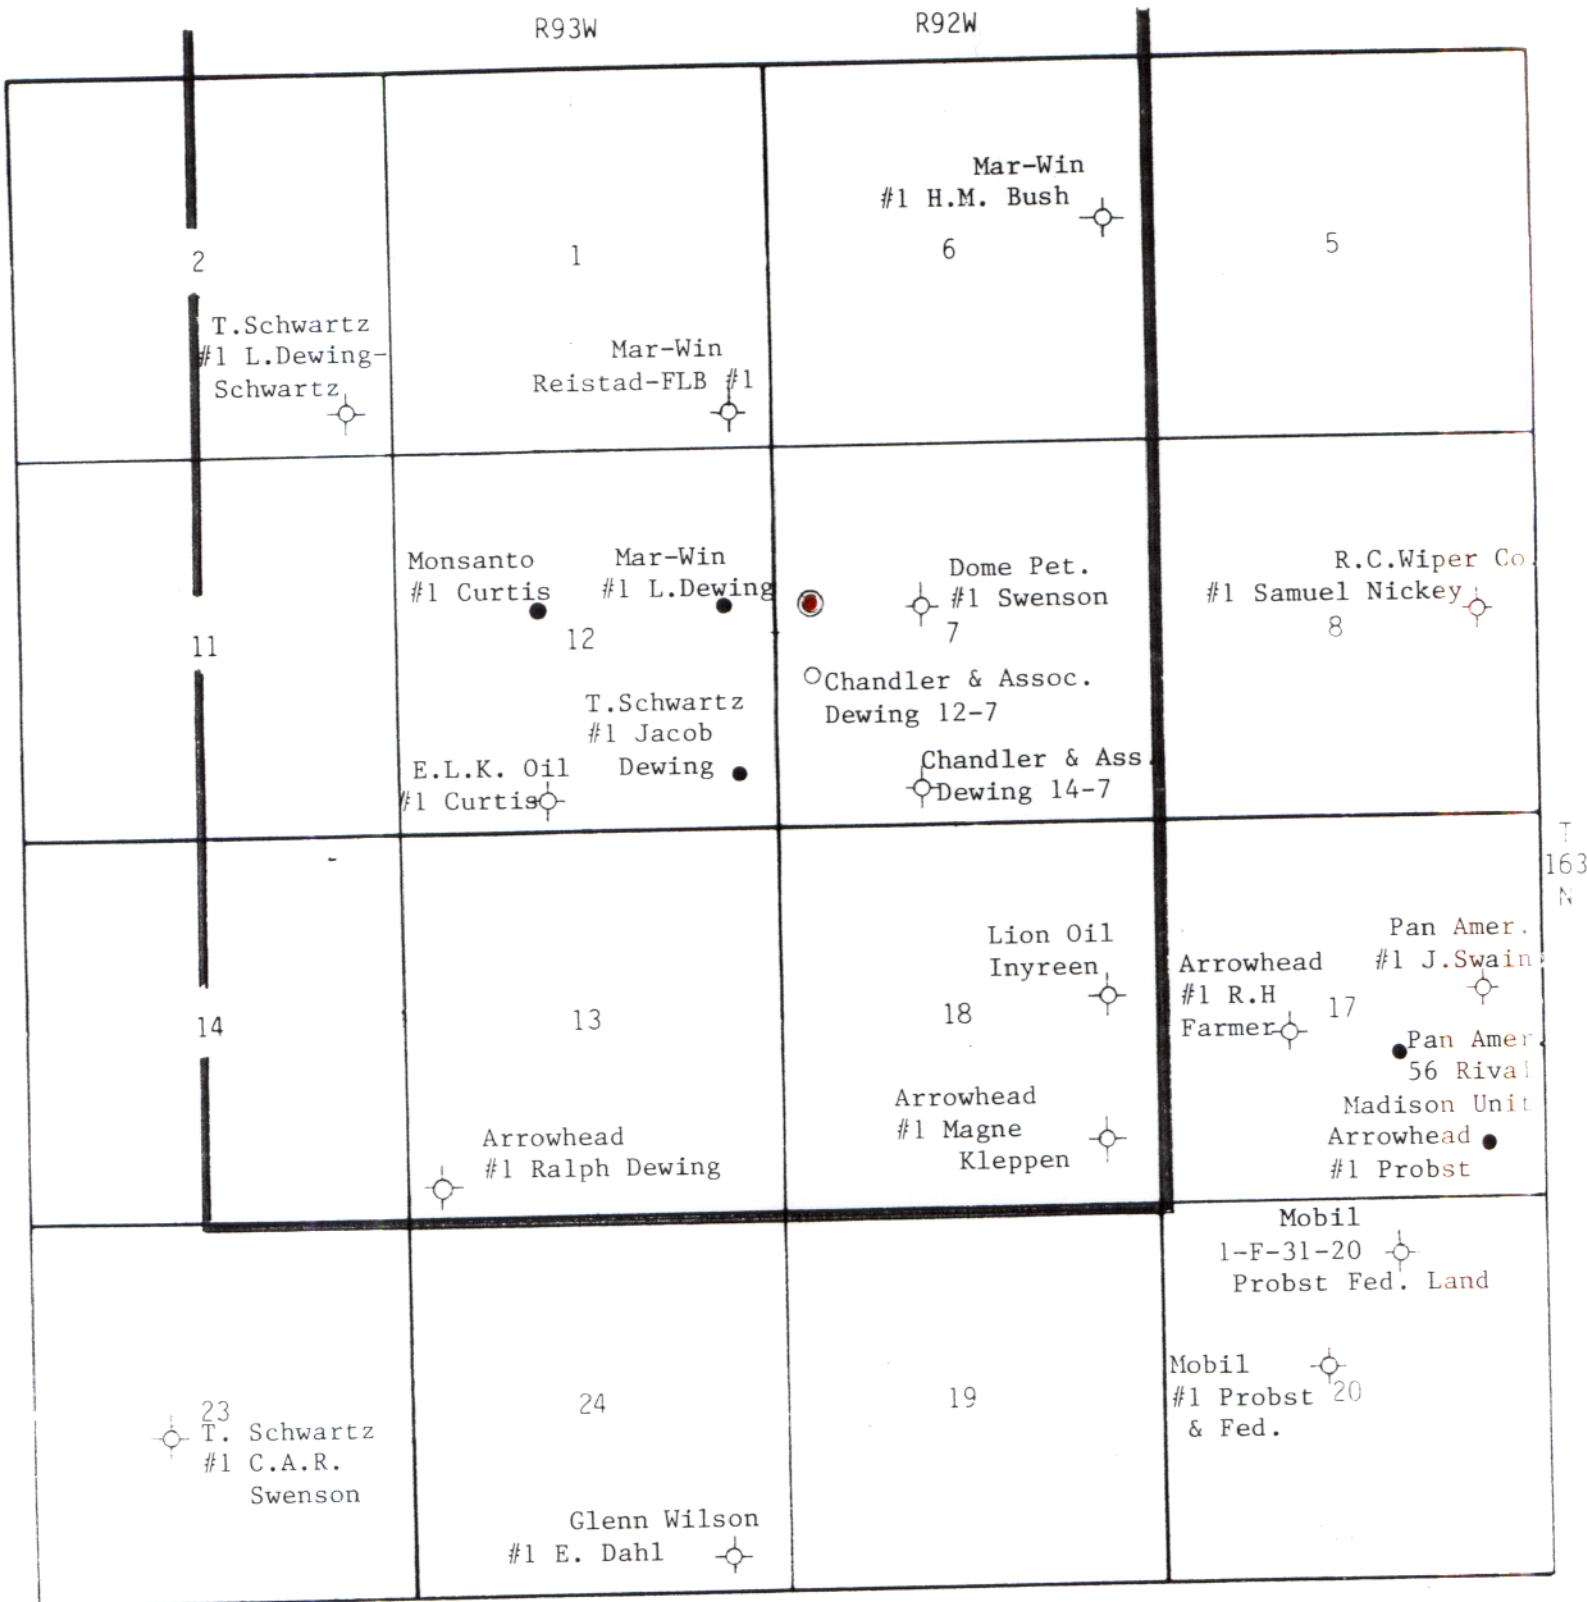 R93W
R92W
Mar-Win
#1 H.M. Bush
2
1
6
5
T.Schwartz
#1 L.Dewing-
Schwartz
Mar-Win
Reistad-FLB #1
Monsanto
#1 Curtis
Mar-Win
#1 L.Dewing
Dome Pet.
#1 Swenson
R.C.Wiper Co.
#1 Samuel Nickey
11
12
7
8
Chandler & Assoc.
Dewing 12-7
T.Schwartz
#1 Jacob
Dewing
E.L.K. Oil
#1 Curtis
Chandler & Ass.
Dewing 14-7
T
163
N
Lion Oil
Inyreen
Arrowhead
#1 R.H
Farmer
Pan Amer.
#1 J.Swain
14
13
18
17
Pan Amer.
56 Rival
Madison Unit
Arrowhead
#1 Ralph Dewing
Arrowhead
#1 Magne
Kleppen
Arrowhead
#1 Probst
Mobil
1-F-31-20
Probst Fed. Land
23
24
19
20
T. Schwartz
#1 C.A.R.
Swenson
Mobil
#1 Probst
& Fed.
Glenn Wilson
#1 E. Dahl